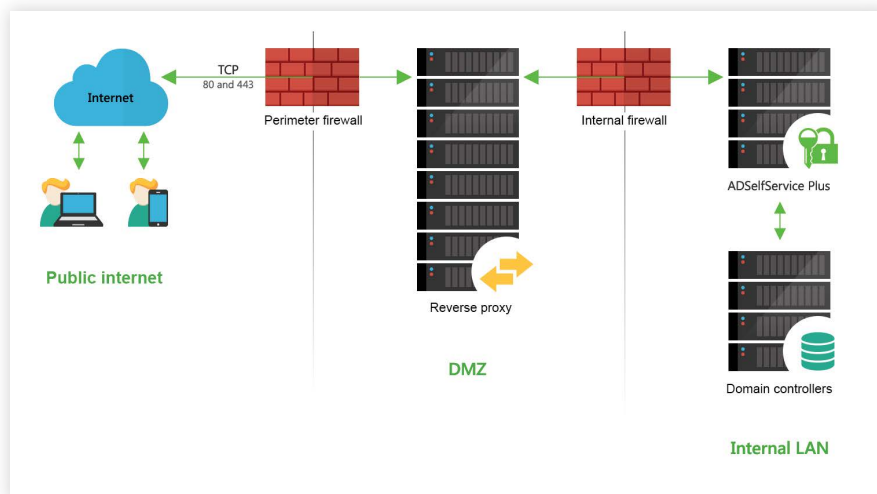 Internet
TCP
80 and 443
Perimeter firewall
Internal firewall
ADSelfService Plus
Public internet
Reverse proxy
DMZ
Domain controllers
Internal LAN